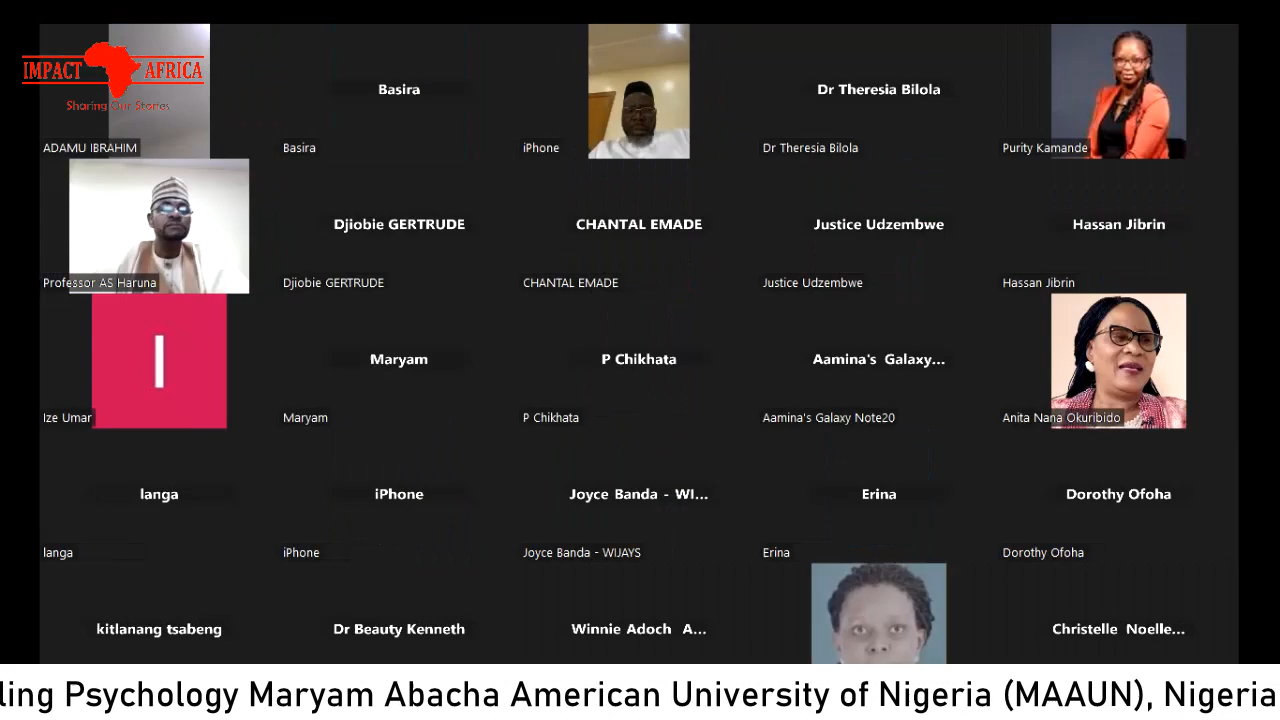 IMPACT AFRICA
Sharing Our Stories
Basira
Dr Theresia Bilola
ADAMU IBRAHIM
Basira
iPhone
Dr Theresia Bilola
Purity Kamande
Djiobie GERTRUDE
CHANTAL EMADE
Justice Udzembwe
Hassan Jibrin
Professor AS Haruna
Djiobie GERTRUDE
CHANTAL EMADE
Justice Udzembwe
Hassan Jibrin
I
Maryam
P Chikhata
Aamina's Galaxy...
Ize Umar
Maryam
P Chikhata
Aamina's Galaxy Note20
Anita Nana Okuribido
langa
iPhone
Joyce Banda - WI...
Erina
Dorothy Ofoha
langa
iPhone
Joyce Banda - WIJAYS
Erina
Dorothy Ofoha
kitlanang tsabeng
Dr Beauty Kenneth
Winnie Adoch A...
Christelle Noelle...
ling Psychology Maryam Abacha American University of Nigeria (MAAUN), Nigeria